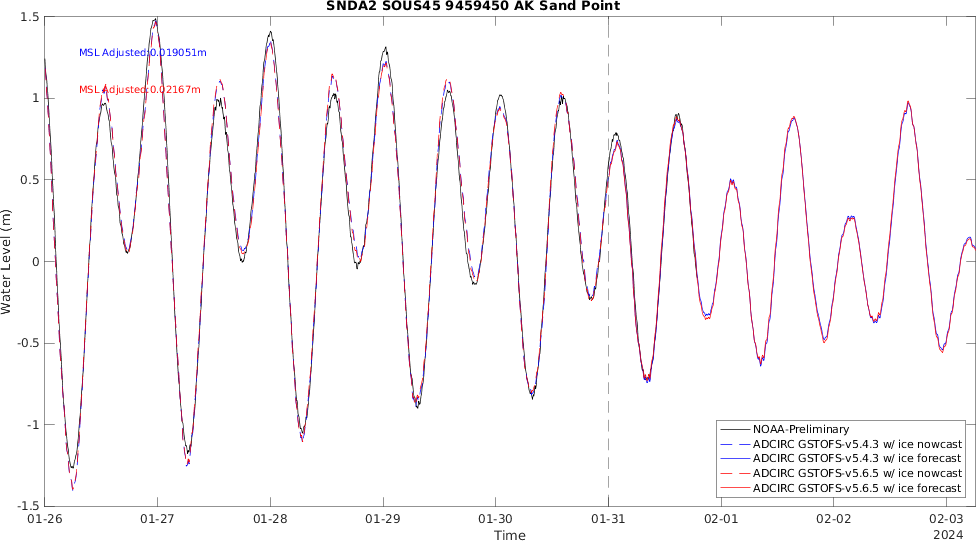 SNDA2 SOUS45 9459450 AK Sand Point
1.5
1
0.5
0
-0.5
-1
-1.5
Water Level (m)
MSL Adjusted:0.019051m
MSL Adjusted:0.02167m
NOAA-Preliminary
ADCIRC GSTOFS-v5.4.3 w/ ice nowcast
ADCIRC GSTOFS-v5.4.3 w/ ice forecast
ADCIRC GSTOFS-v5.6.5 w/ ice nowcast
ADCIRC GSTOFS-v5.6.5 w/ ice forecast
01-26 01-27 01-28 01-29 01-30 01-31 02-01 02-02 02-03
Time
2024